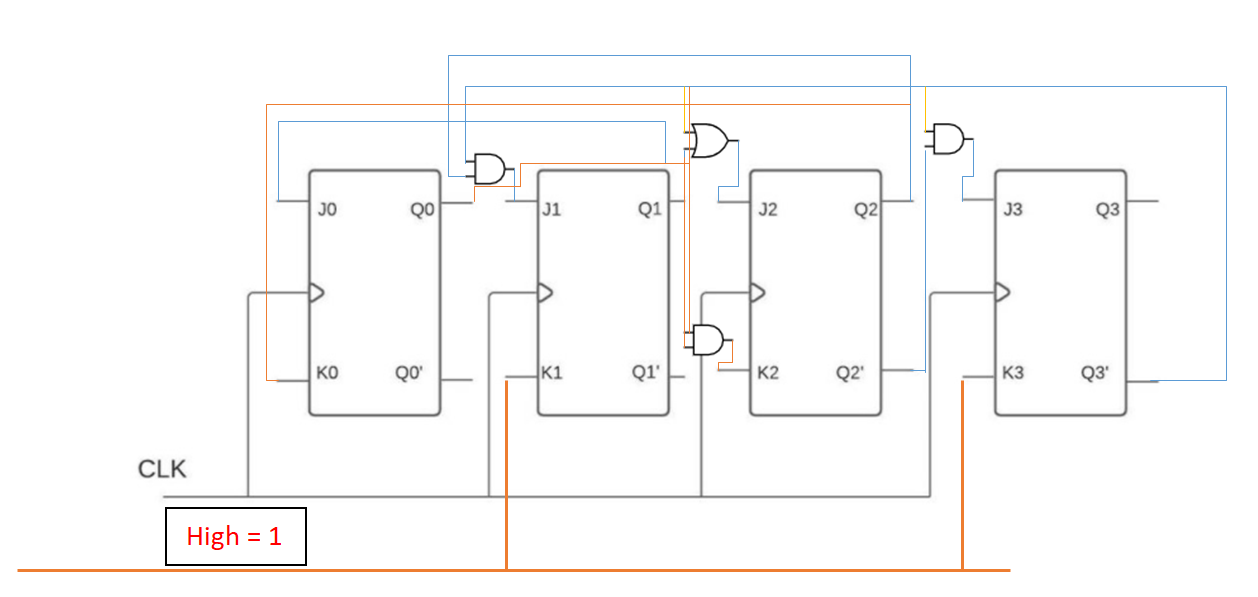 J0 Q0 J1 Q1 J2 Q2 J3 Q3
K0 Q0' K1 Q1' K2 Q2' K3 Q3'
CLK
High = 1